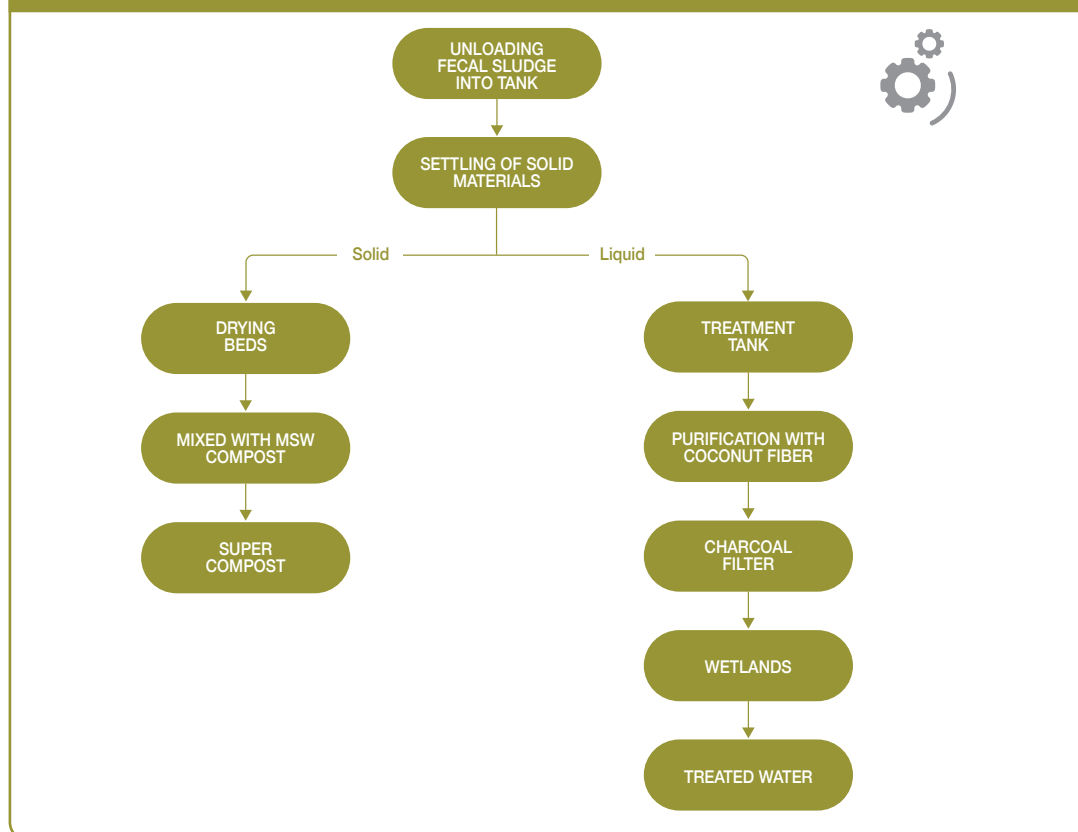 UNLOADING
FECAL SLUDGE
INTO TANK
SETTLING OF SOLID
MATERIALS
Solid
Liquid
DRYING
BEDS
MIXED WITH MSW
COMPOST
SUPER
COMPOST
TREATMENT
TANK
PURIFICATION WITH
COCONUT FIBER
CHARCOAL
FILTER
WETLANDS
TREATED WATER